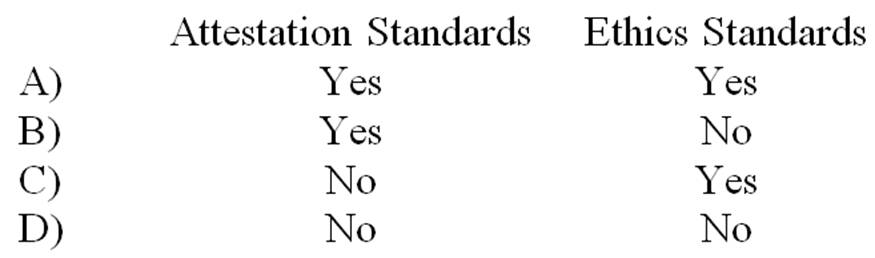 Attestation Standards Ethics Standards
A) Yes Yes
B) Yes No
C) No Yes
D) No No